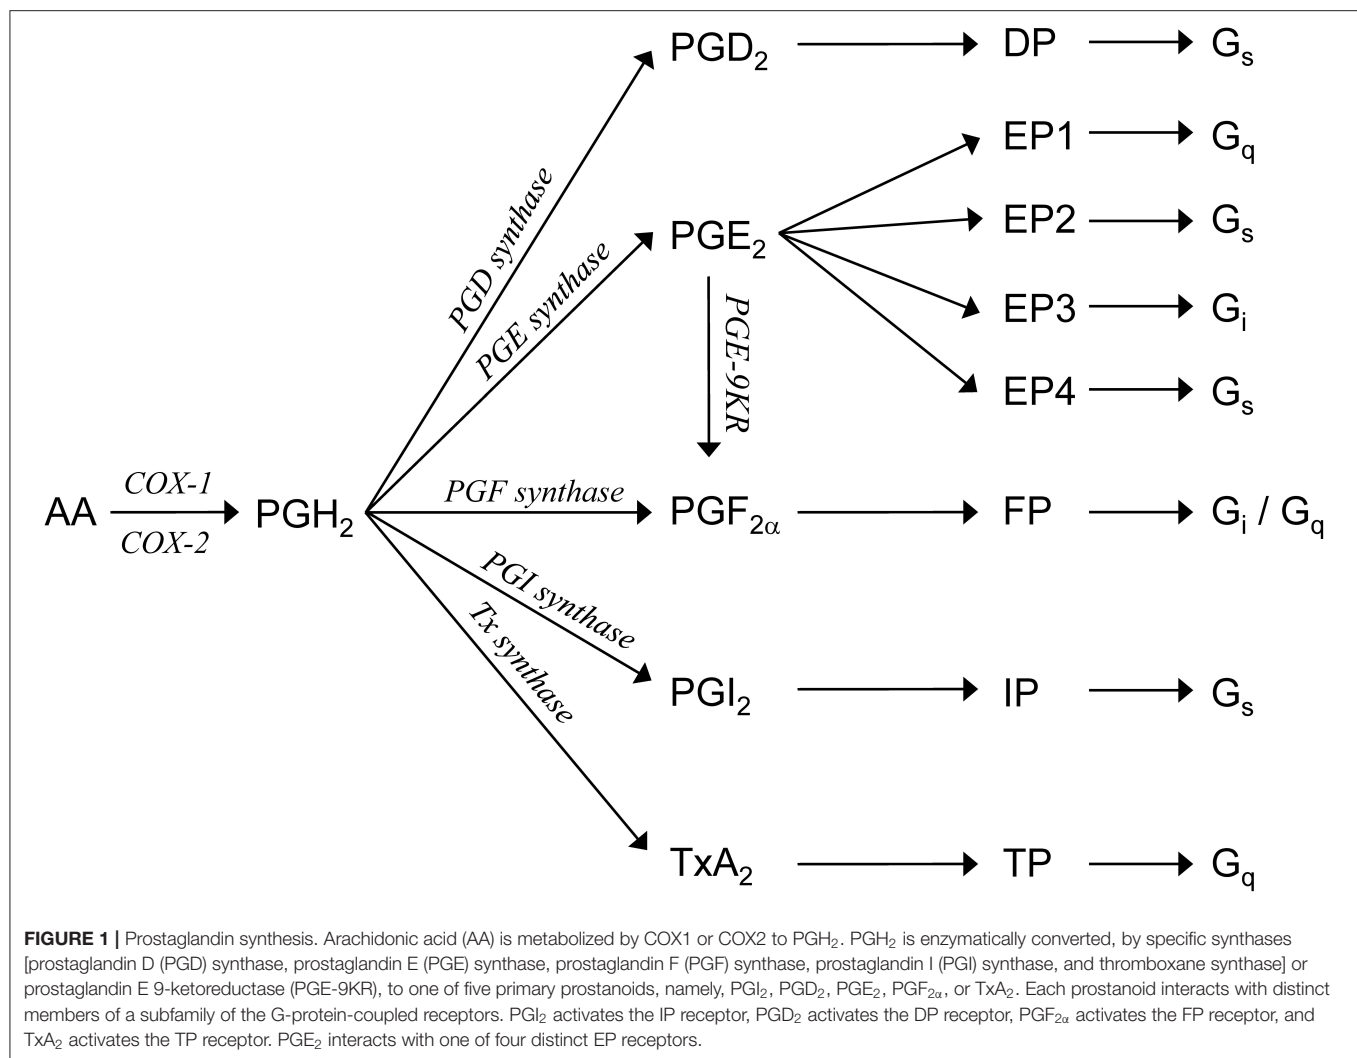 PGD₂ DP Gₛ
EP1 G_q
PGD synthase
PGE₂ EP2 Gₛ
PGE synthase
PGE-9KR
EP3 Gᵢ
EP4 Gₛ
COX-1
AA PGH₂ PGF synthase PGF₂α FP Gᵢ / G_q
COX-2
PGI synthase
Tx synthase
PGI₂ IP Gₛ
TxA₂ TP G_q
FIGURE 1 | Prostaglandin synthesis. Arachidonic acid (AA) is metabolized by COX1 or COX2 to PGH₂. PGH₂ is enzymatically converted, by specific synthases
[prostaglandin D (PGD) synthase, prostaglandin E (PGE) synthase, prostaglandin F (PGF) synthase, prostaglandin I (PGI) synthase, and thromboxane synthase] or
prostaglandin E 9-ketoreductase (PGE-9KR), to one of five primary prostanoids, namely, PGI₂, PGD₂, PGE₂, PGF₂α, or TxA₂. Each prostanoid interacts with distinct
members of a subfamily of the G-protein-coupled receptors. PGI₂ activates the IP receptor, PGD₂ activates the DP receptor, PGF₂α activates the FP receptor, and
TxA₂ activates the TP receptor. PGE₂ interacts with one of four distinct EP receptors.